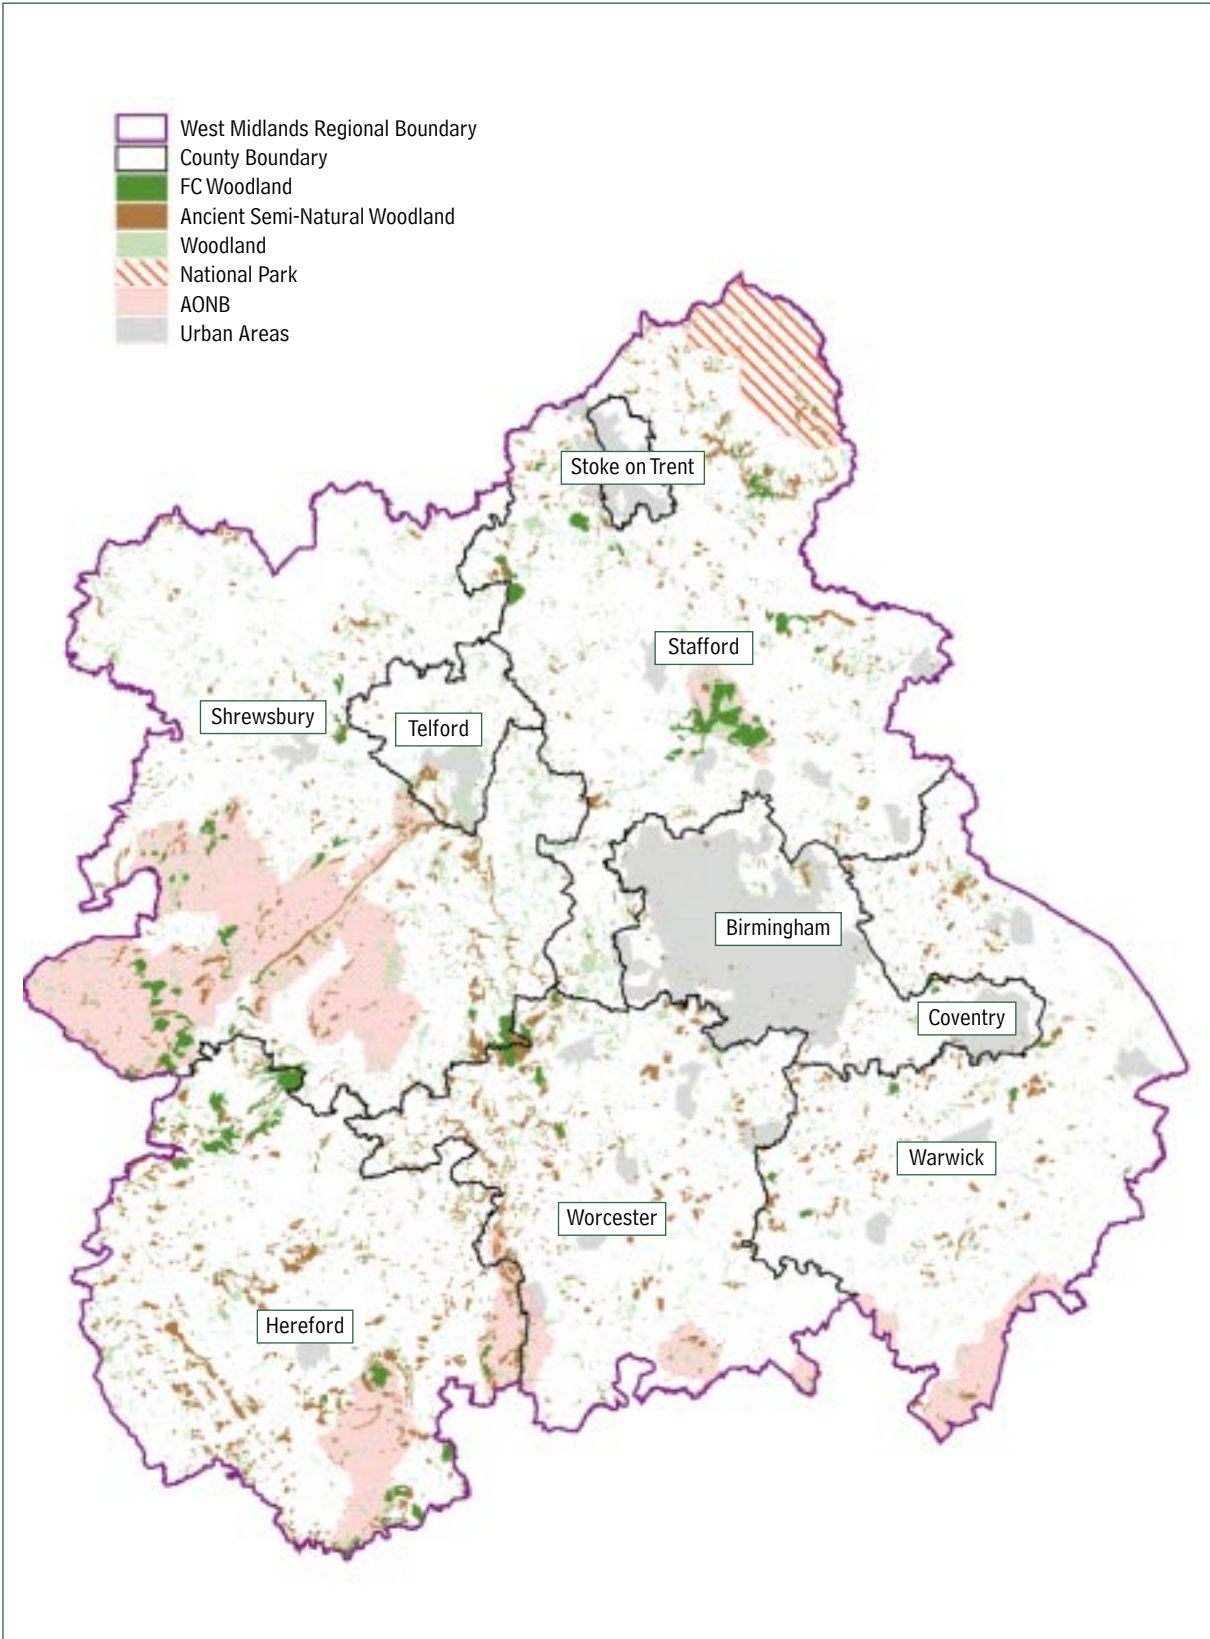 West Midlands Regional Boundary
County Boundary
FC Woodland
Ancient Semi-Natural Woodland
Woodland
National Park
AONB
Urban Areas
Stoke on Trent
Stafford
Shrewsbury
Telford
Birmingham
Coventry
Warwick
Worcester
Hereford